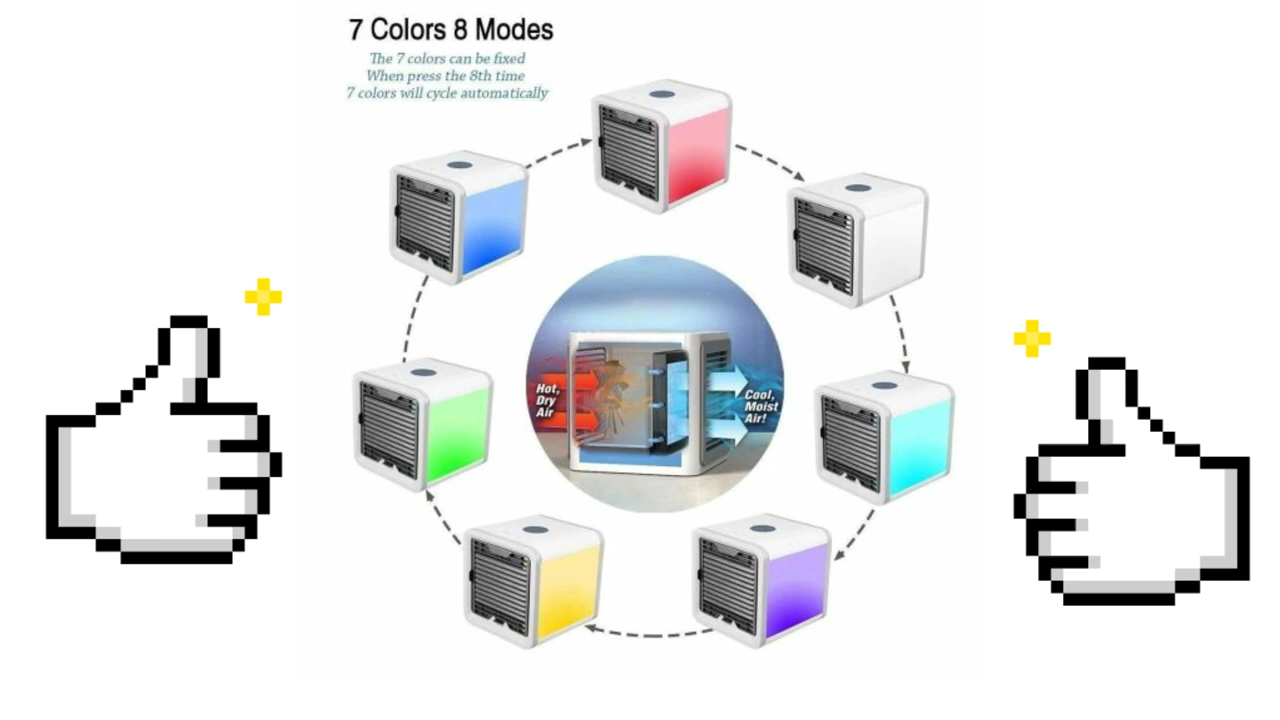 7 Colors 8 Modes
The 7 colors can be fixed
When press the 8th time
7 colors will cycle automatically
Hot,
Dry
Air
Cool,
Moist
Air!